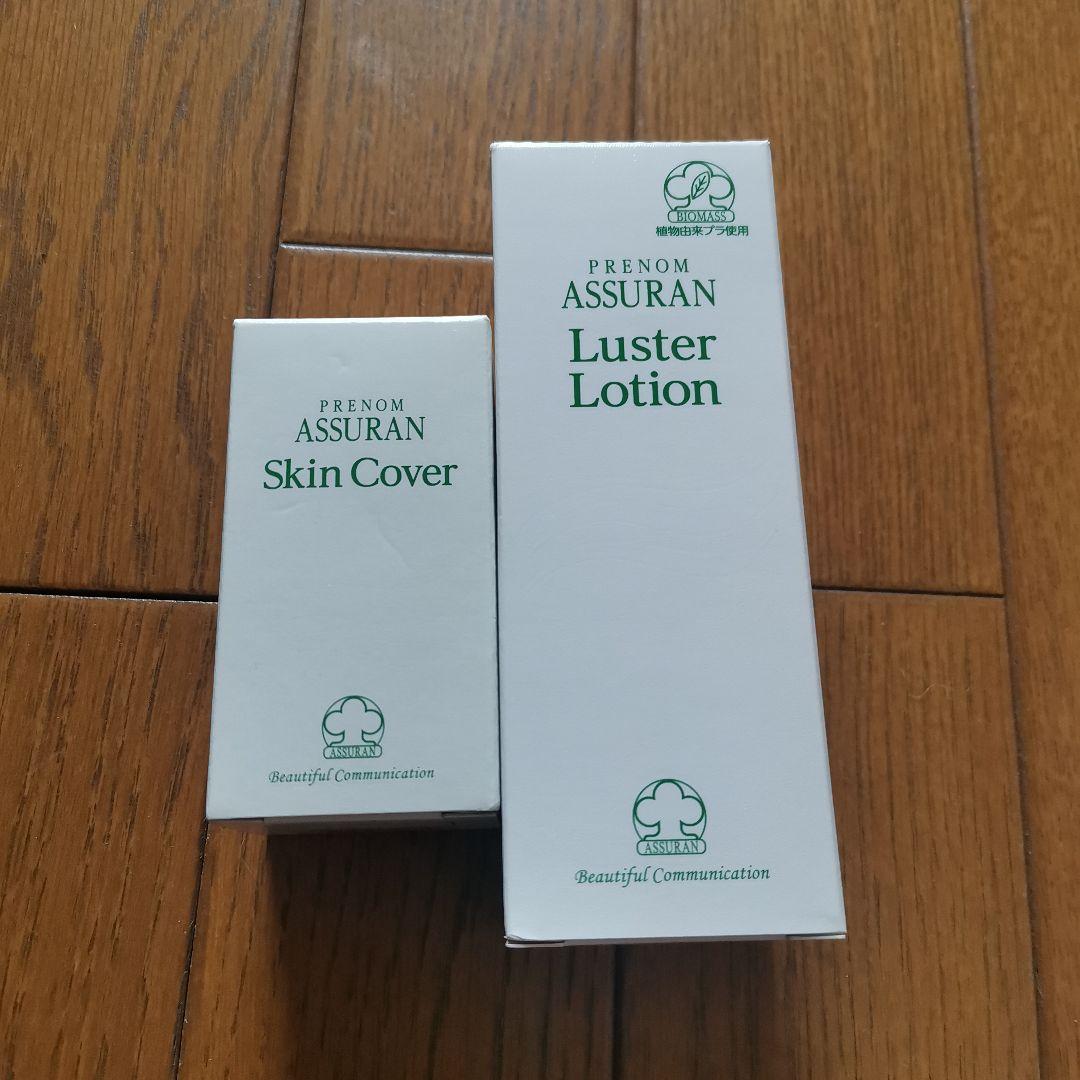 PRENOM
ASSURAN
Skin Cover
ASSURAN
Beautiful Communication
BIOMASS
植物由来プラ使用
PRENOM
ASSURAN
Luster
Lotion
ASSURAN
Beautiful Communication